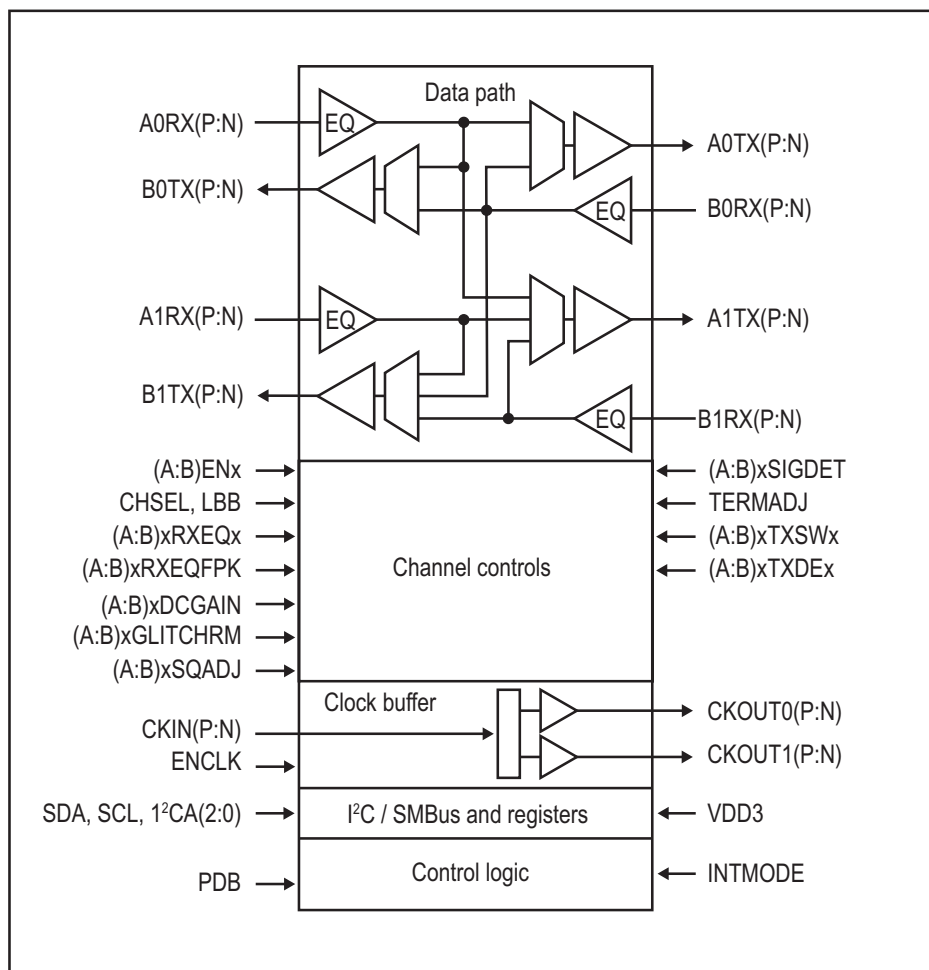 Data path
A0RX(P:N)
EQ
A0TX(P:N)
B0TX(P:N)
EQ
B0RX(P:N)
A1RX(P:N)
EQ
A1TX(P:N)
B1TX(P:N)
EQ
B1RX(P:N)
(A:B)ENx
CHSEL, LBB
(A:B)xRXEQx
(A:B)xRXEQFPK
(A:B)xDCGAIN
(A:B)xGLITCHRM
(A:B)xSQADJ
Channel controls
(A:B)xSIGDET
TERMADJ
(A:B)xTXSWx
(A:B)xTXDEx
Clock buffer
CKIN(P:N)
ENCLK
CKOUT0(P:N)
CKOUT1(P:N)
SDA, SCL, 1²CA(2:0)
I²C / SMBus and registers
VDD3
PDB
Control logic
INTMODE